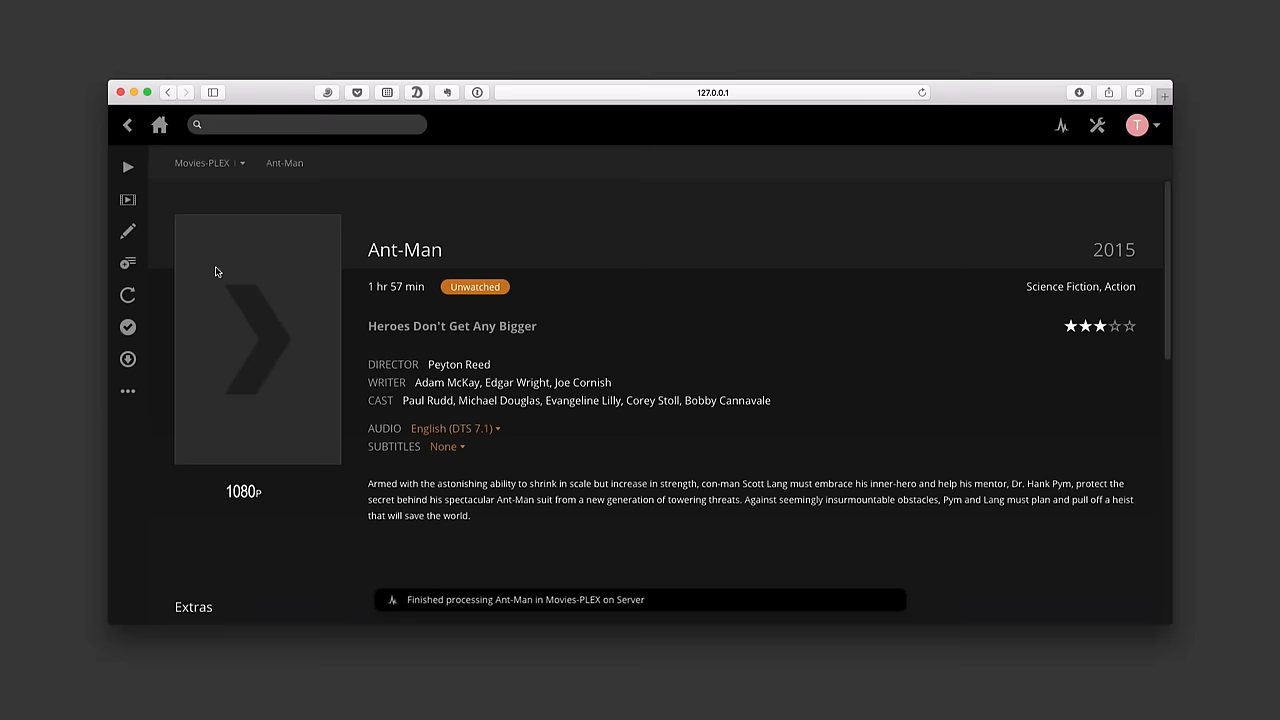 127.0.0.1
T
Movies-PLEX
Ant-Man
Ant-Man
2015
1 hr 57 min
Unwatched
Science Fiction, Action
Heroes Don't Get Any Bigger
DIRECTOR Peyton Reed
WRITER Adam McKay, Edgar Wright, Joe Cornish
CAST Paul Rudd, Michael Douglas, Evangeline Lilly, Corey Stoll, Bobby Cannavale
AUDIO English (DTS 7.1)
SUBTITLES None
1080P
Armed with the astonishing ability to shrink in scale but increase in strength, con-man Scott Lang must embrace his inner-hero and help his mentor, Dr. Hank Pym, protect the
secret behind his spectacular Ant-Man suit from a new generation of towering threats. Against seemingly insurmountable obstacles, Pym and Lang must plan and pull off a heist
that will save the world.
Finished processing Ant-Man in Movies-PLEX on Server
Extras